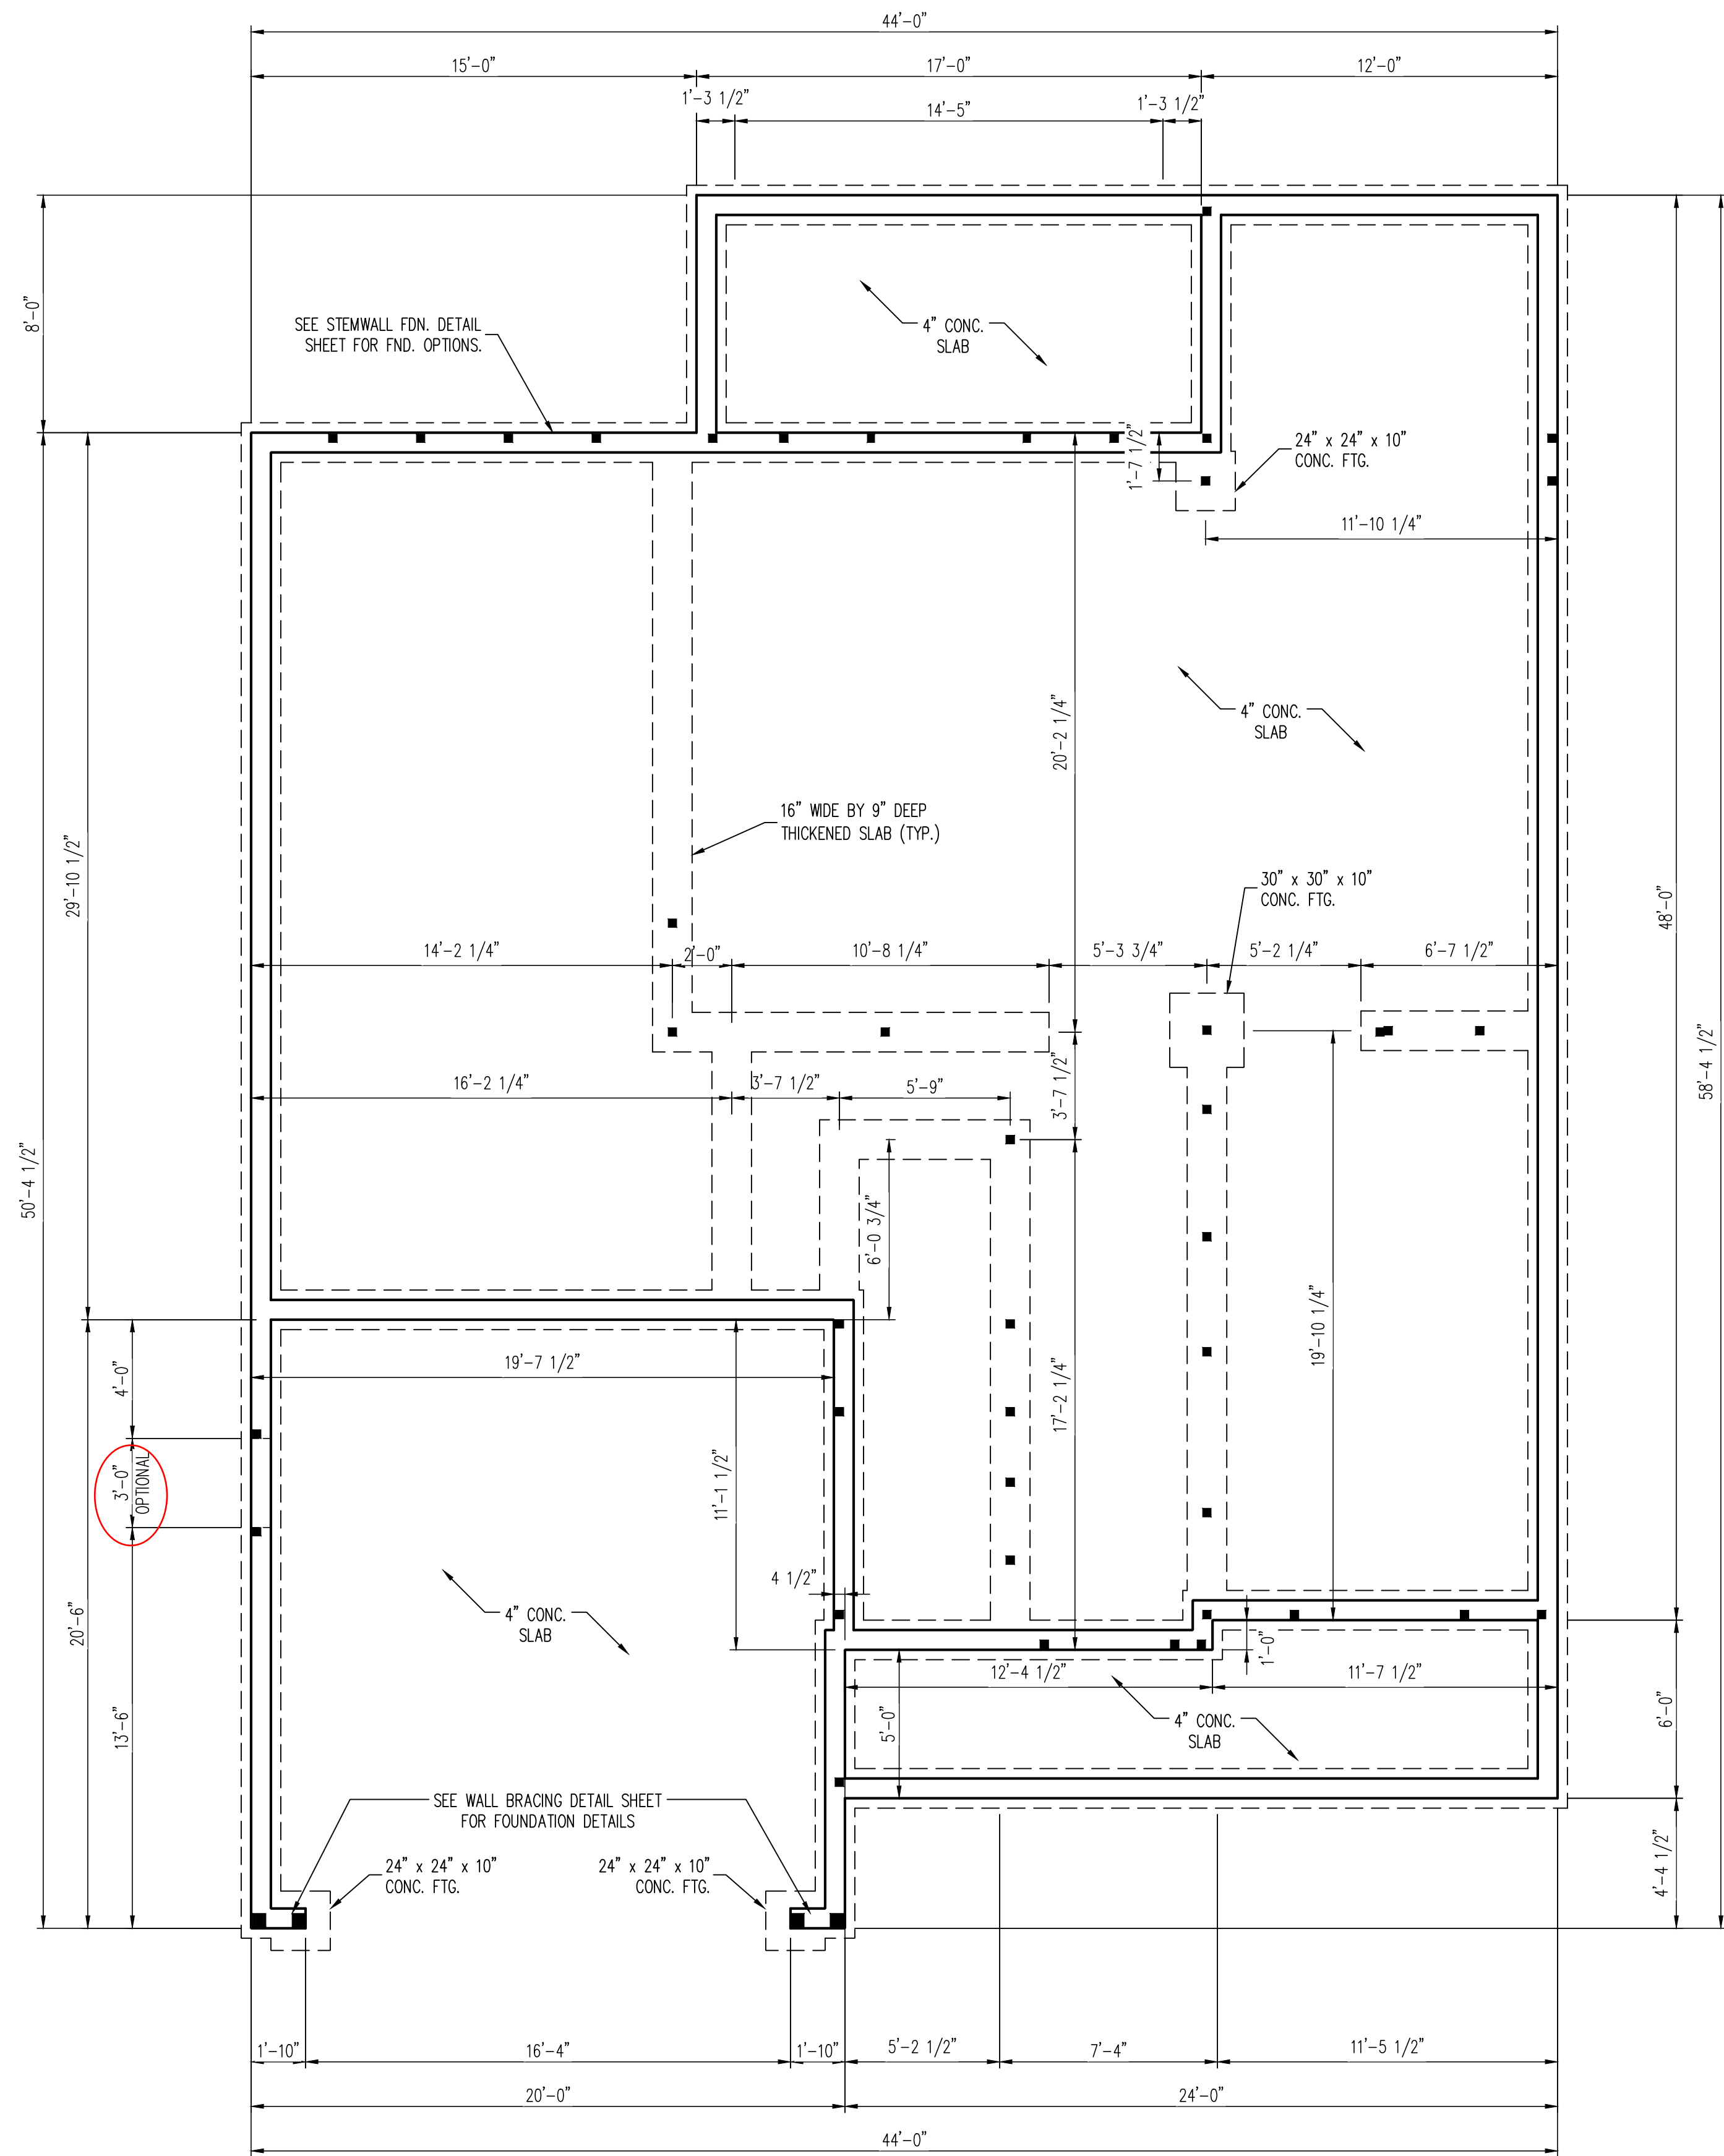 44'-0"
15'-0"
17'-0"
12'-0"
1'-3 1/2"
14'-5"
1'-3 1/2"
8'-0"
SEE STEMWALL FDN. DETAIL
SHEET FOR FND. OPTIONS.
4" CONC.
SLAB
1'-7 1/2"
24" x 24" x 10"
CONC. FTG.
11'-10 1/4"
4" CONC.
SLAB
20'-2 1/4"
16" WIDE BY 9" DEEP
THICKENED SLAB (TYP.)
29'-10 1/2"
30" x 30" x 10"
CONC. FTG.
48'-0"
14'-2 1/4"
2'-0"
10'-8 1/4"
5'-3 3/4"
5'-2 1/4"
6'-7 1/2"
58'-4 1/2"
16'-2 1/4"
3'-7 1/2"
5'-9"
3'-7 1/2"
50'-4 1/2"
6'-0 3/4"
19'-10 1/4"
4'-0"
19'-7 1/2"
17'-2 1/4"
3'-0"
OPTIONAL
11'-1 1/2"
4 1/2"
20'-6"
4" CONC.
SLAB
1'-0"
12'-4 1/2"
11'-7 1/2"
13'-6"
5'-0"
4" CONC.
SLAB
6'-0"
SEE WALL BRACING DETAIL SHEET
FOR FOUNDATION DETAILS
24" x 24" x 10"
CONC. FTG.
24" x 24" x 10"
CONC. FTG.
4'-4 1/2"
1'-10"
16'-4"
1'-10"
5'-2 1/2"
7'-4"
11'-5 1/2"
20'-0"
24'-0"
44'-0"